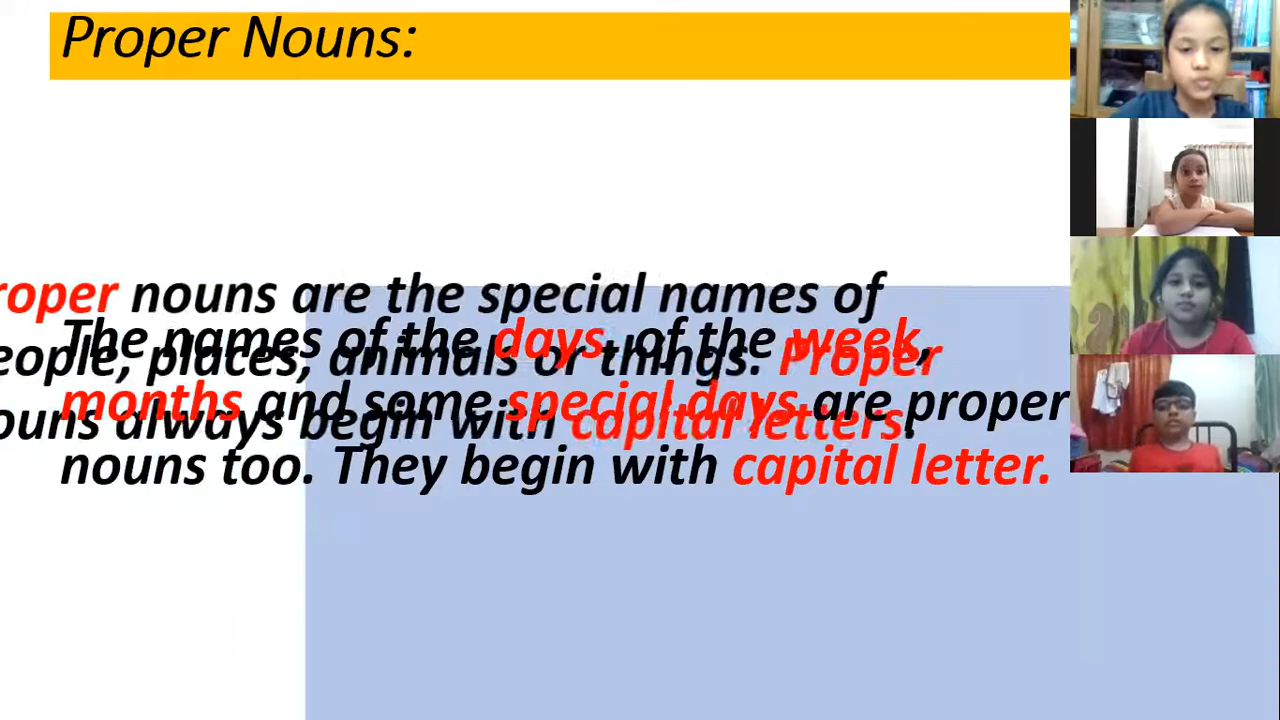 Proper Nouns:
roper nouns are the special names of
The names of the days of the week,
eople, places, animals or things. Proper
months and some special days are proper
ouns always begin with capital letters.
nouns too. They begin with capital letter.